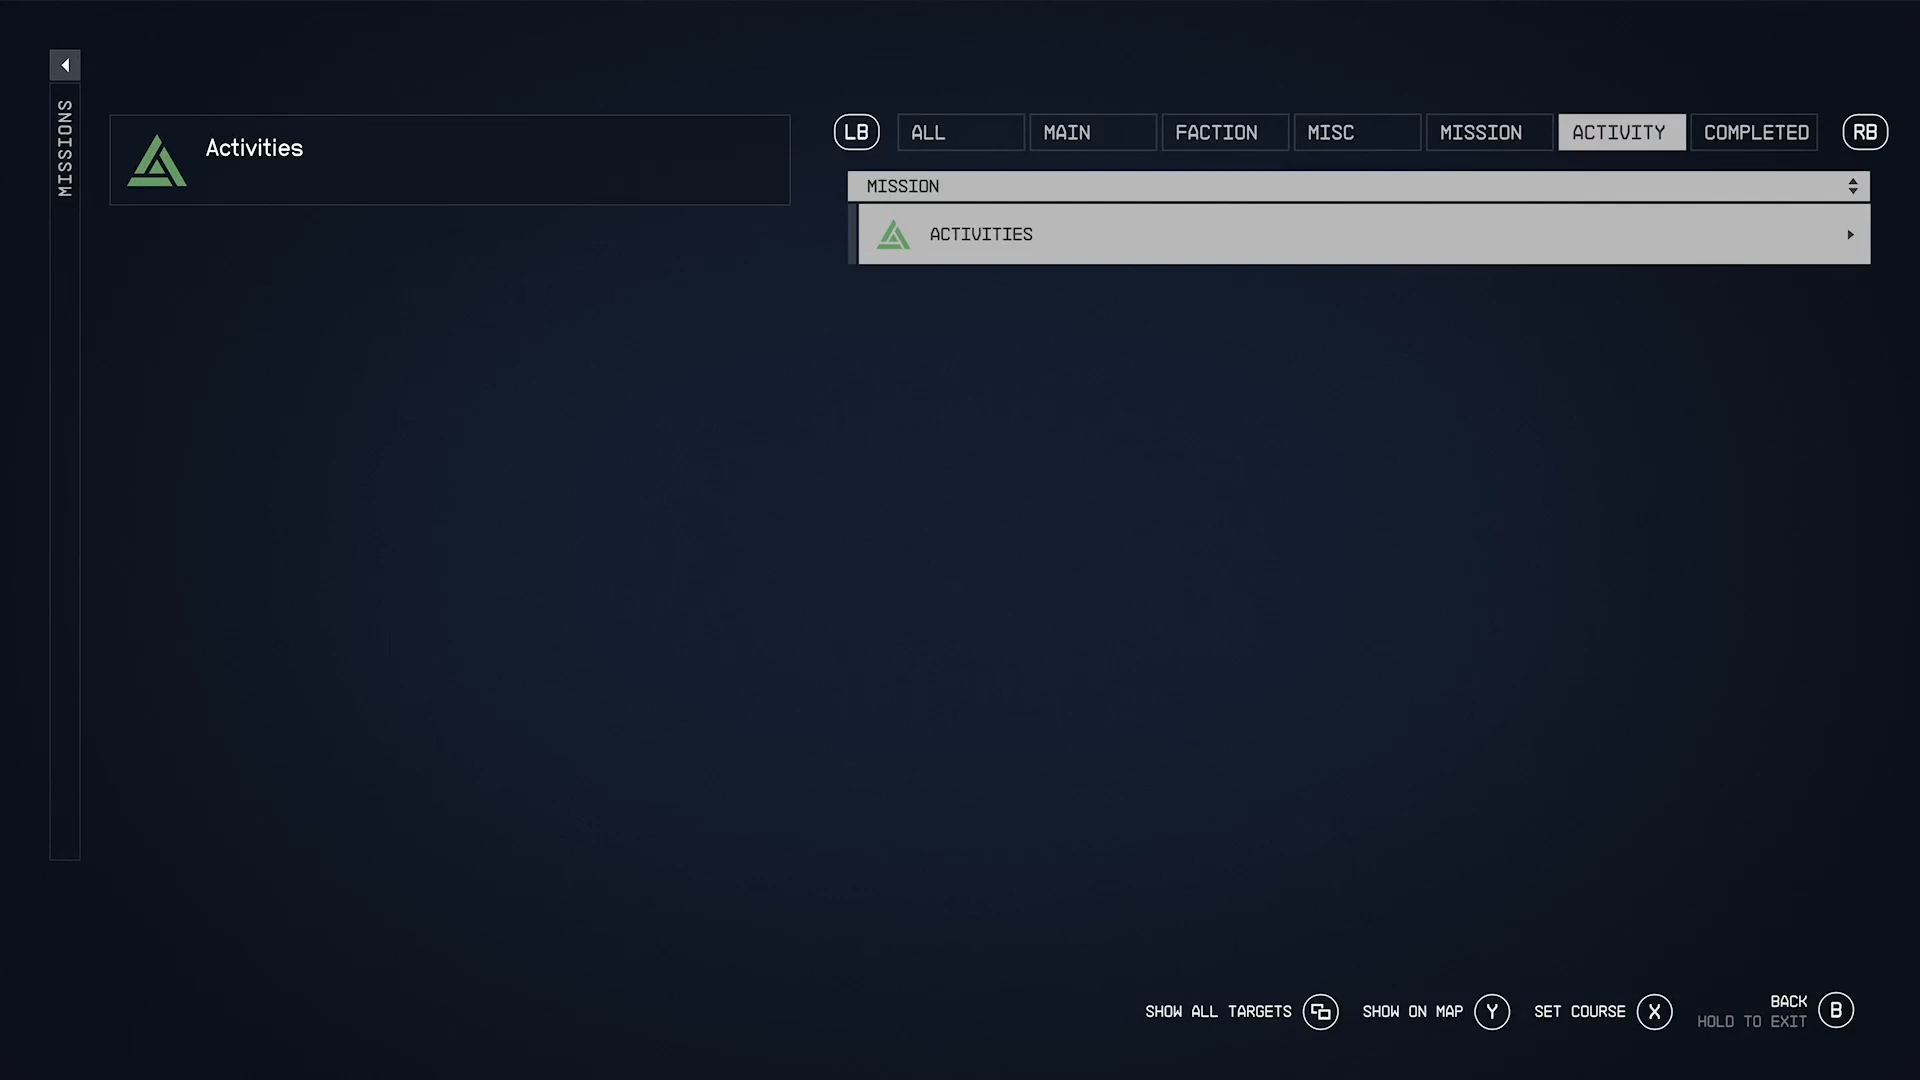 MISSIONS
Activities
LB
ALL
MAIN
FACTION
MISC
MISSION
ACTIVITY
COMPLETED
RB
MISSION
ACTIVITIES
SHOW ALL TARGETS
SHOW ON MAP Y
SET COURSE X
BACK B
HOLD TO EXIT